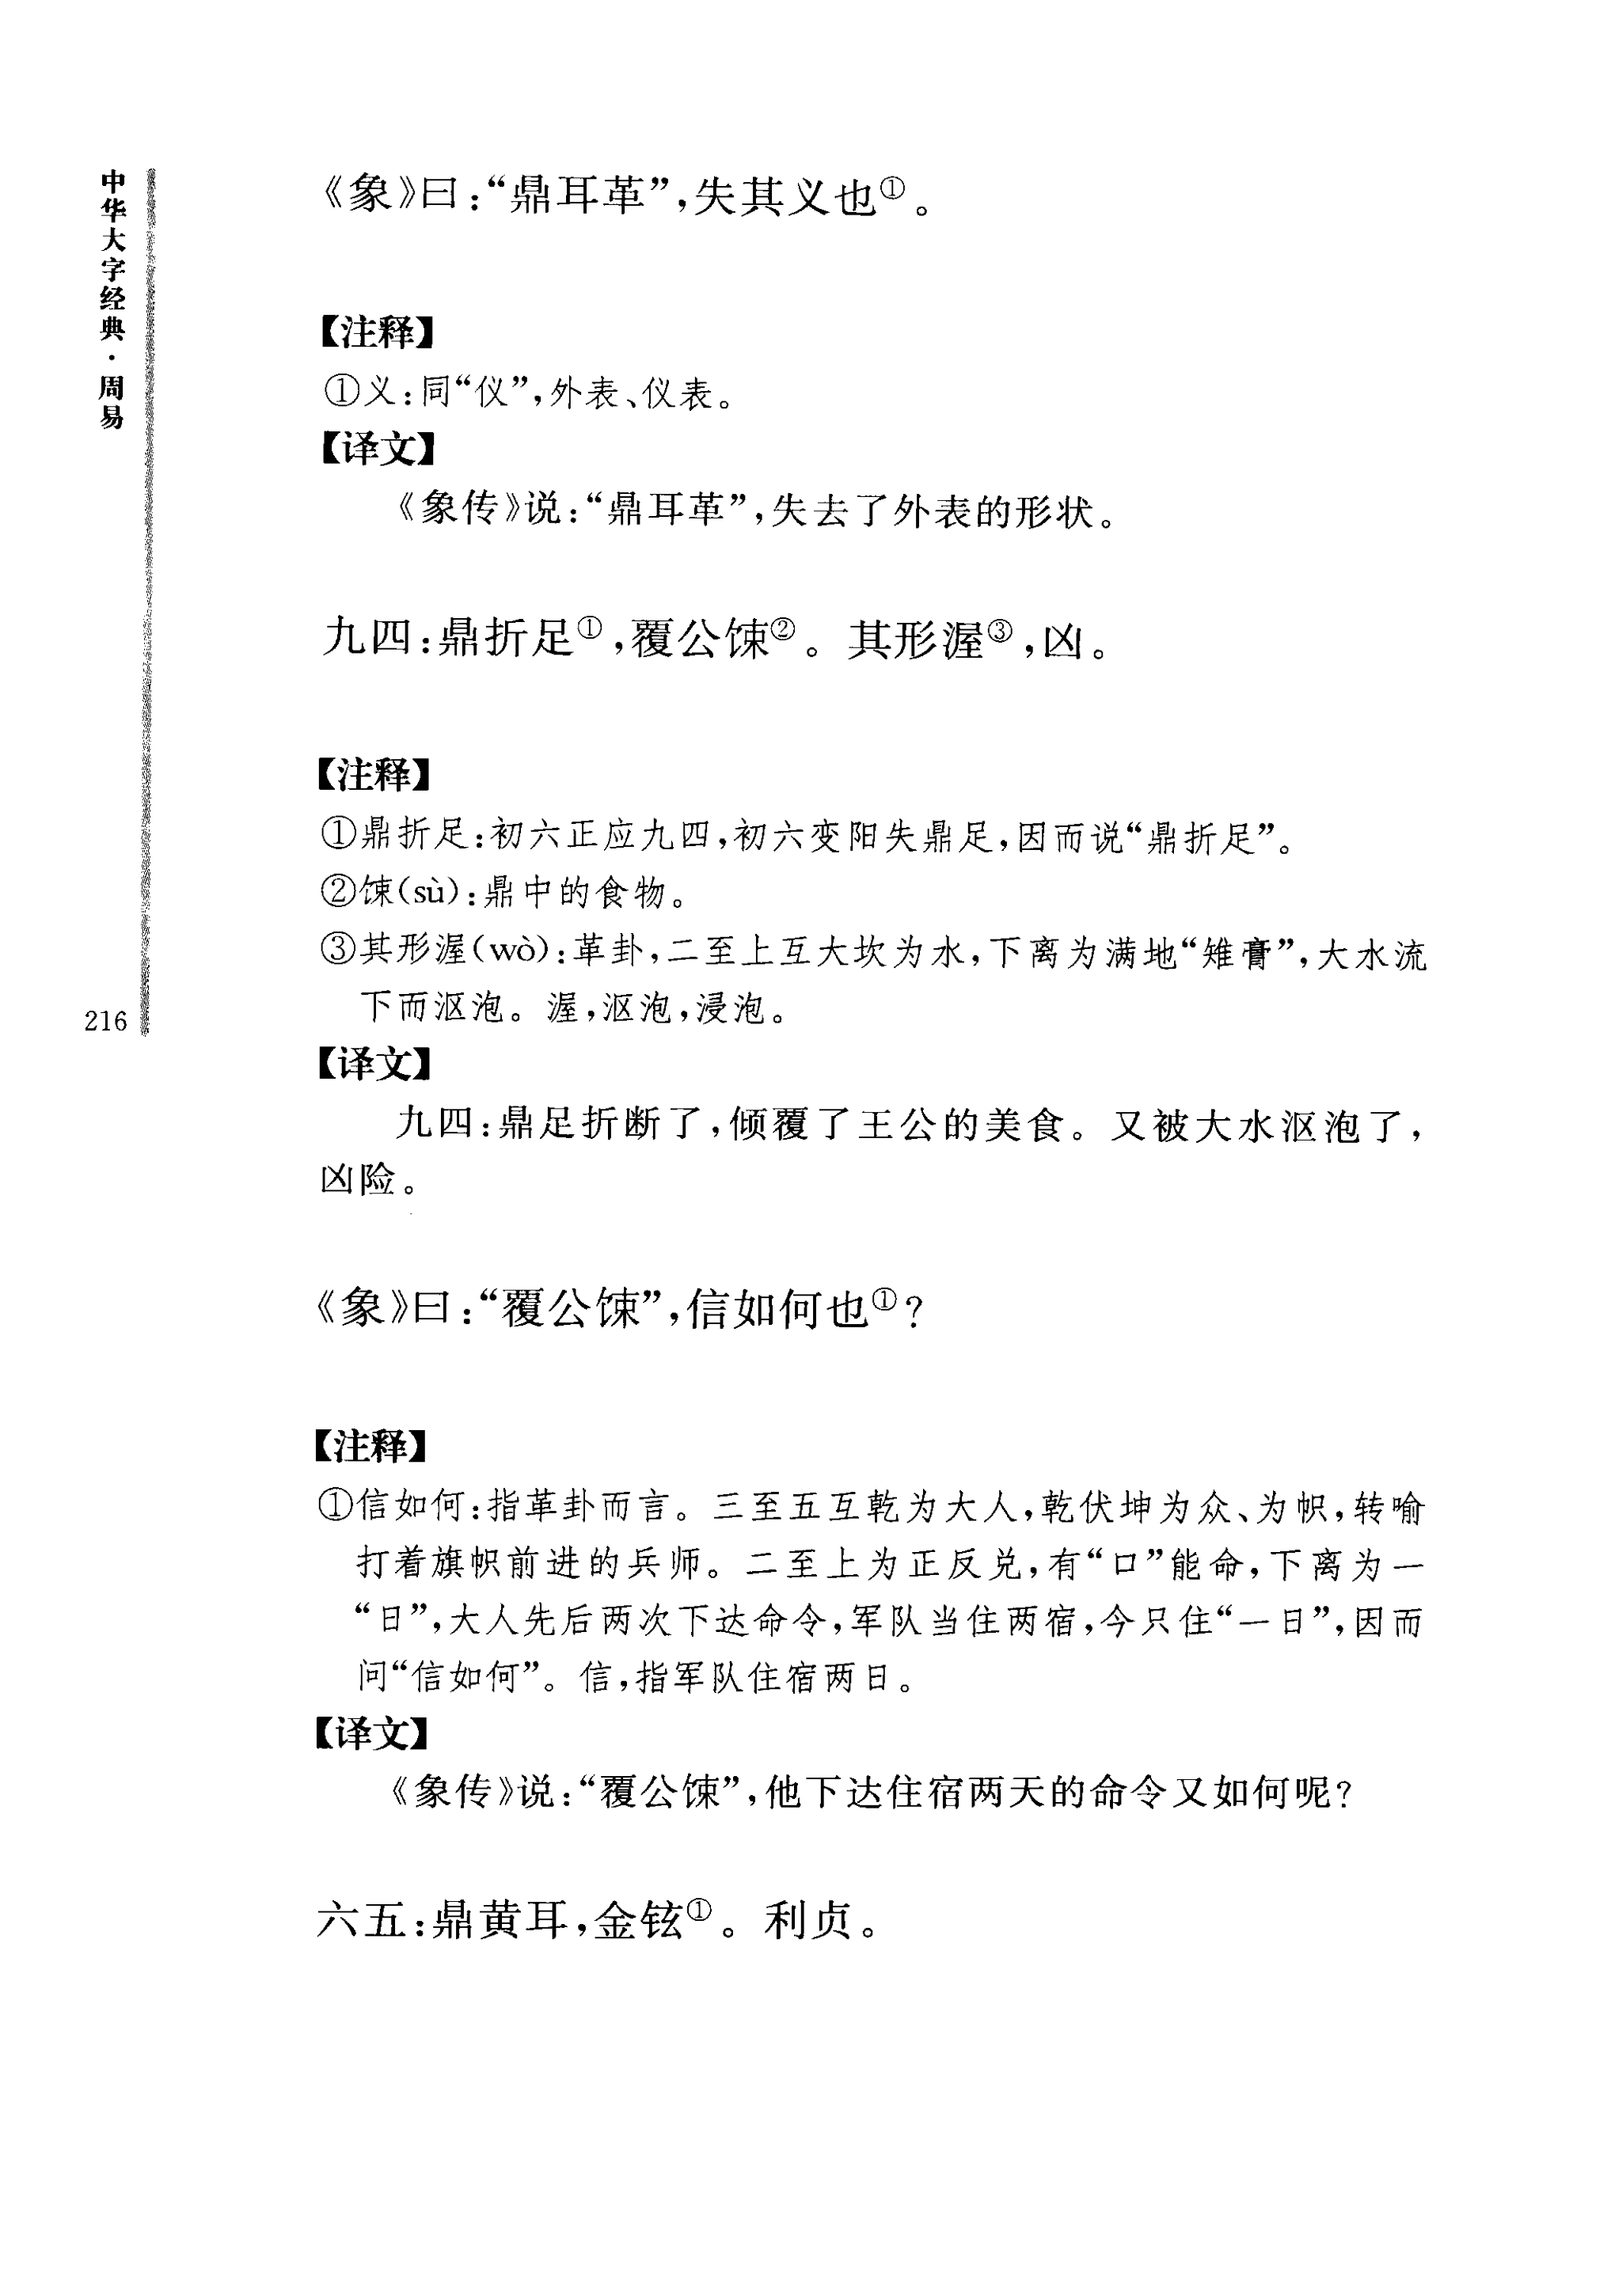 中华大字经典·周易
216
《象》曰：“鼎耳革”，失其义也①。
【注释】
①义：同“仪”，外表、仪表。
【译文】
《象传》说：“鼎耳革”，失去了外表的形状。
九四：鼎折足①，覆公𫗧②。其形渥③，凶。
【注释】
①鼎折足：初六正应九四，初六变阳失鼎足，因而说“鼎折足”。
②𫗧(sù)：鼎中的食物。
③其形渥(wò)：革卦，二至上互大坎为水，下离为满地“雉膏”，大水流
下而沤泡。渥，沤泡，浸泡。
【译文】
九四：鼎足折断了，倾覆了王公的美食。又被大水沤泡了，
凶险。
《象》曰：“覆公𫗧”，信如何也①？
【注释】
①信如何：指革卦而言。三至五互乾为大人，乾伏坤为众、为帜，转喻
打着旗帜前进的兵师。二至上为正反兑，有“口”能命，下离为一
“日”，大人先后两次下达命令，军队当住两宿，今只住“一日”，因而
问“信如何”。信，指军队住宿两日。
【译文】
《象传》说：“覆公𫗧”，他下达住宿两天的命令又如何呢？
六五：鼎黄耳，金铉①。利贞。